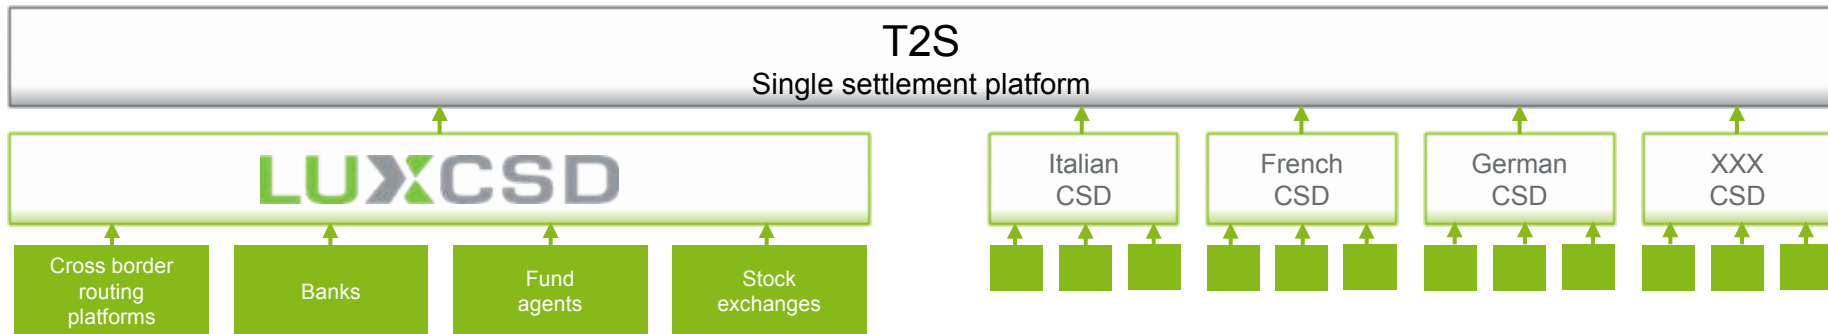 T2S
Single settlement platform
LUXCSD
Italian
CSD
French
CSD
German
CSD
XXX
CSD
Cross border
routing
platforms
Banks
Fund
agents
Stock
exchanges